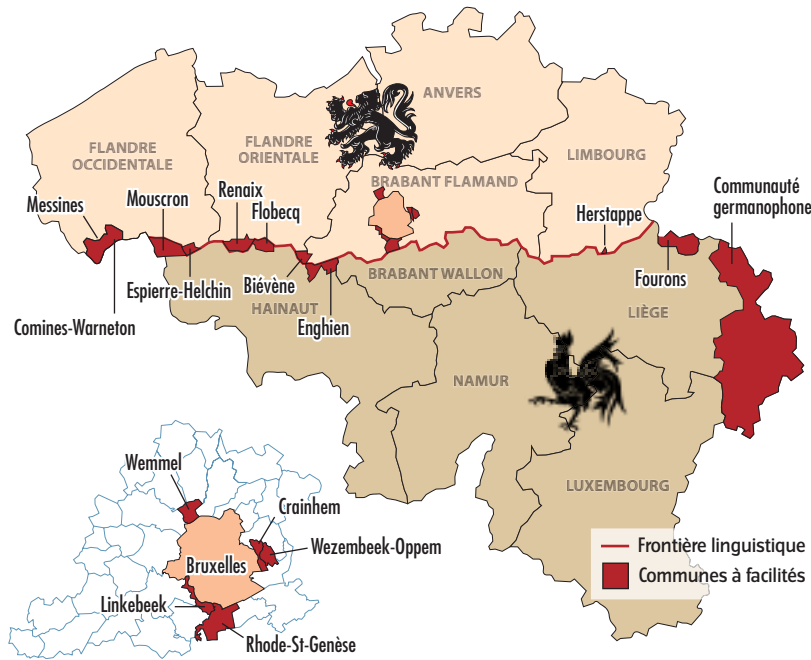 ANVERS
FLANDRE
OCCIDENTALE
FLANDRE
ORIENTALE
LIMBOURG
BRABANT FLAMAND
Communauté
germanophone
Messines
Mouscron
Renaix
Flobecq
Herstappe
Espierre-Helchin
Biévène
BRABANT WALLON
Fourons
HAINAUT
Comines-Warneton
Enghien
LIÈGE
NAMUR
LUXEMBOURG
Wemmel
Crainhem
Wezembeek-Oppem
Bruxelles
Linkebeek
Rhode-St-Genèse
Frontière linguistique
Communes à facilités